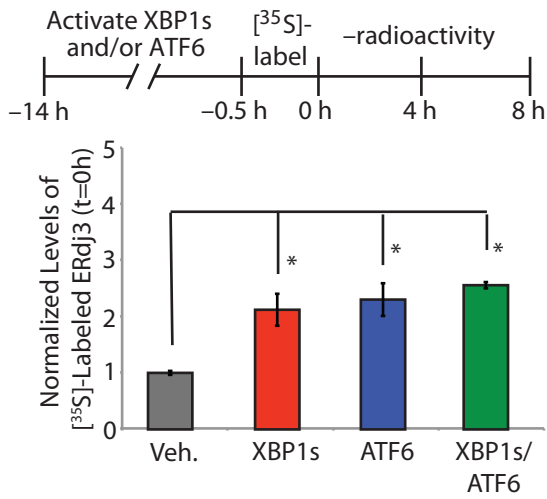 Activate XBP1s
and/or ATF6
[³⁵S]-
label
–radioactivity
–14 h
–0.5 h
0 h
4 h
8 h
Normalized Levels of
[³⁵S]-Labeled ERdj3 (t=0h)
5
4
3
2
1
0
*
*
*
Veh.
XBP1s
ATF6
XBP1s/
ATF6